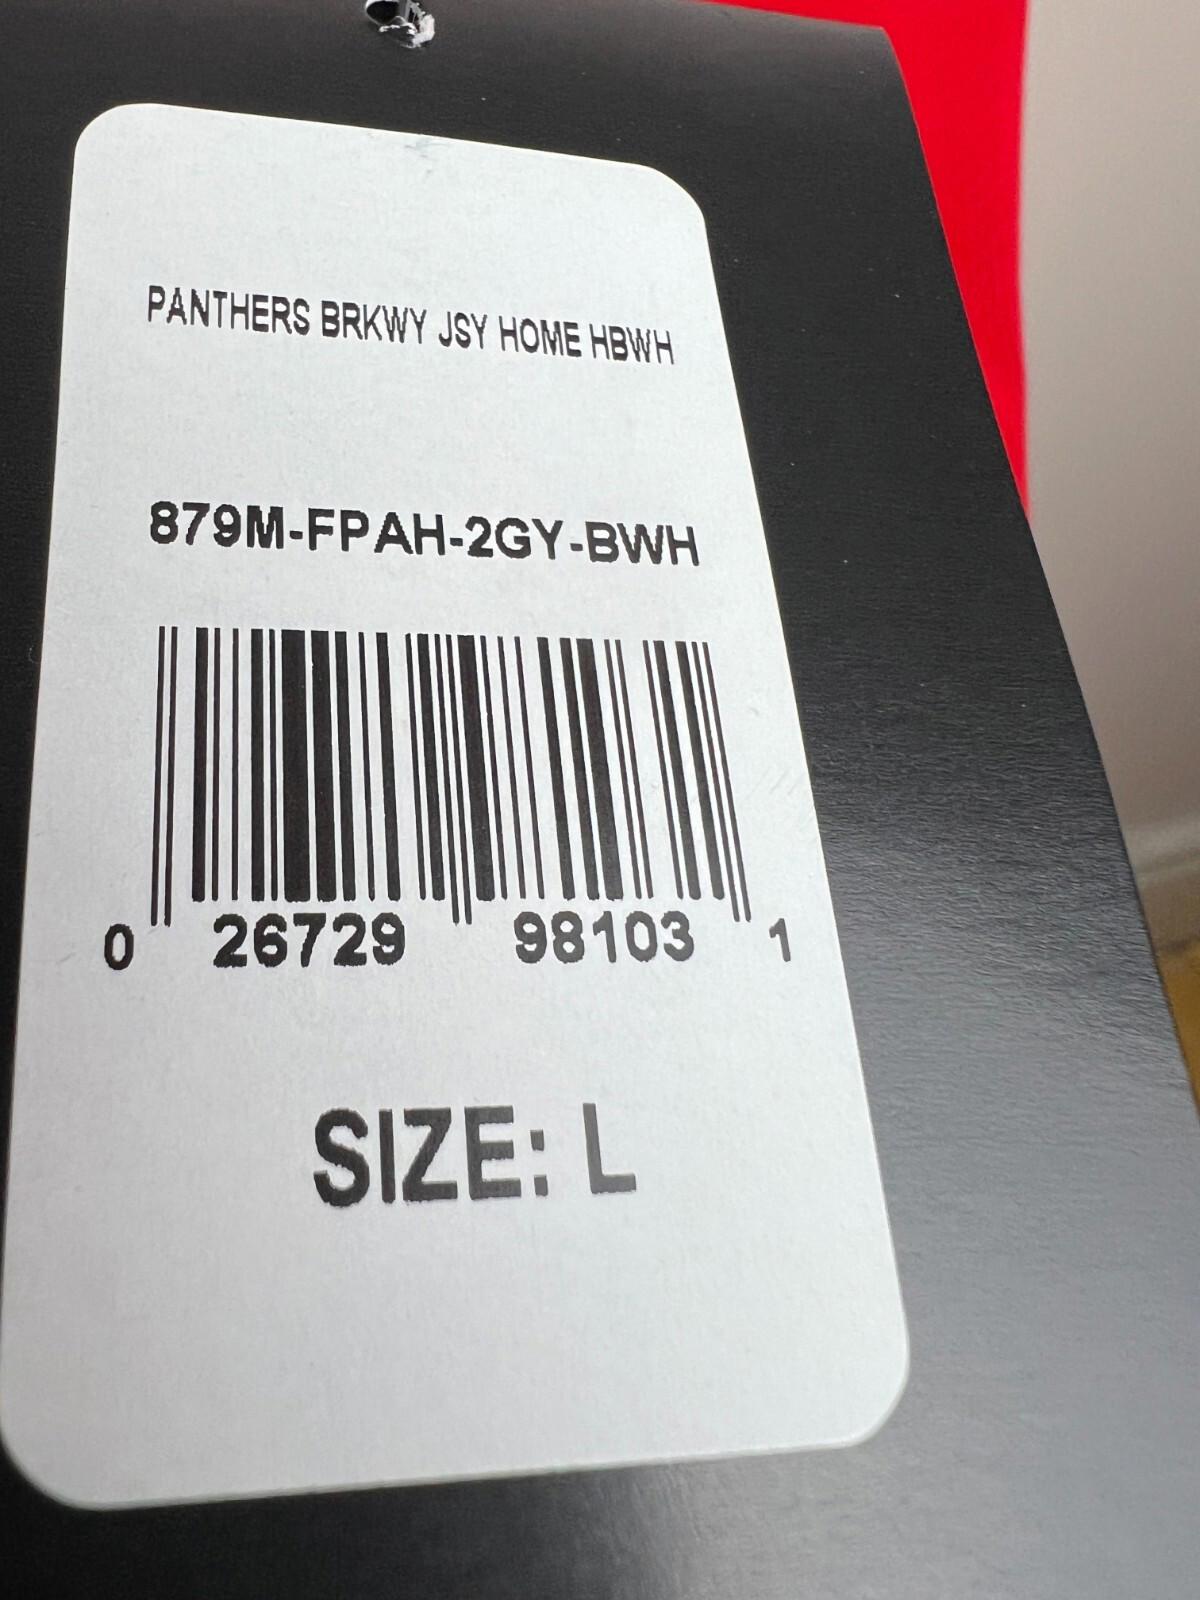 PANTHERS BRKWY JSY HOME HBWH
879M-FPAH-2GY-BWH
0 26729 98103 1
SIZE: L